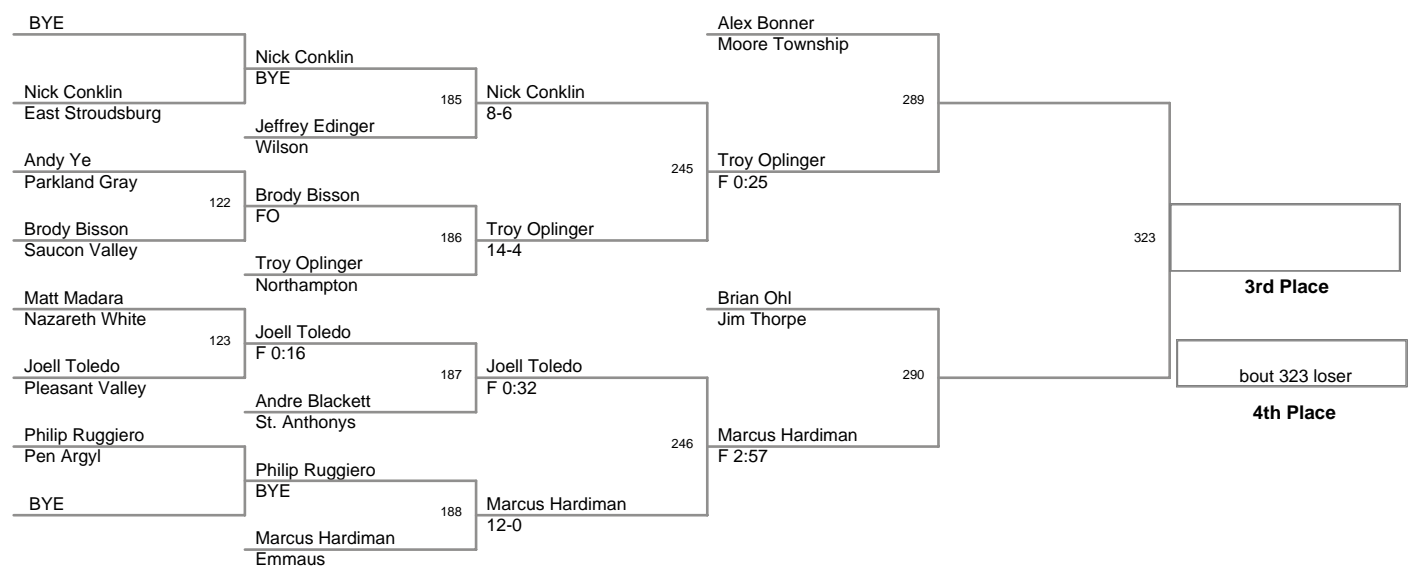 BYE
Nick Conklin
East Stroudsburg
Andy Ye
Parkland Gray
122
Brody Bisson
Saucon Valley
Matt Madara
Nazareth White
123
Joell Toledo
Pleasant Valley
Philip Ruggiero
Pen Argyl
BYE
Nick Conklin
BYE
185
Jeffrey Edinger
Wilson
Brody Bisson
FO
186
Troy Oplinger
Northampton
Joell Toledo
F 0:16
187
Andre Blackett
St. Anthonys
Philip Ruggiero
BYE
188
Marcus Hardiman
Emmaus
Nick Conklin
8-6
245
Troy Oplinger
14-4
Joell Toledo
F 0:32
246
Marcus Hardiman
12-0
Alex Bonner
Moore Township
289
Troy Oplinger
F 0:25
Brian Ohl
Jim Thorpe
290
Marcus Hardiman
F 2:57
323
3rd Place
bout 323 loser
4th Place